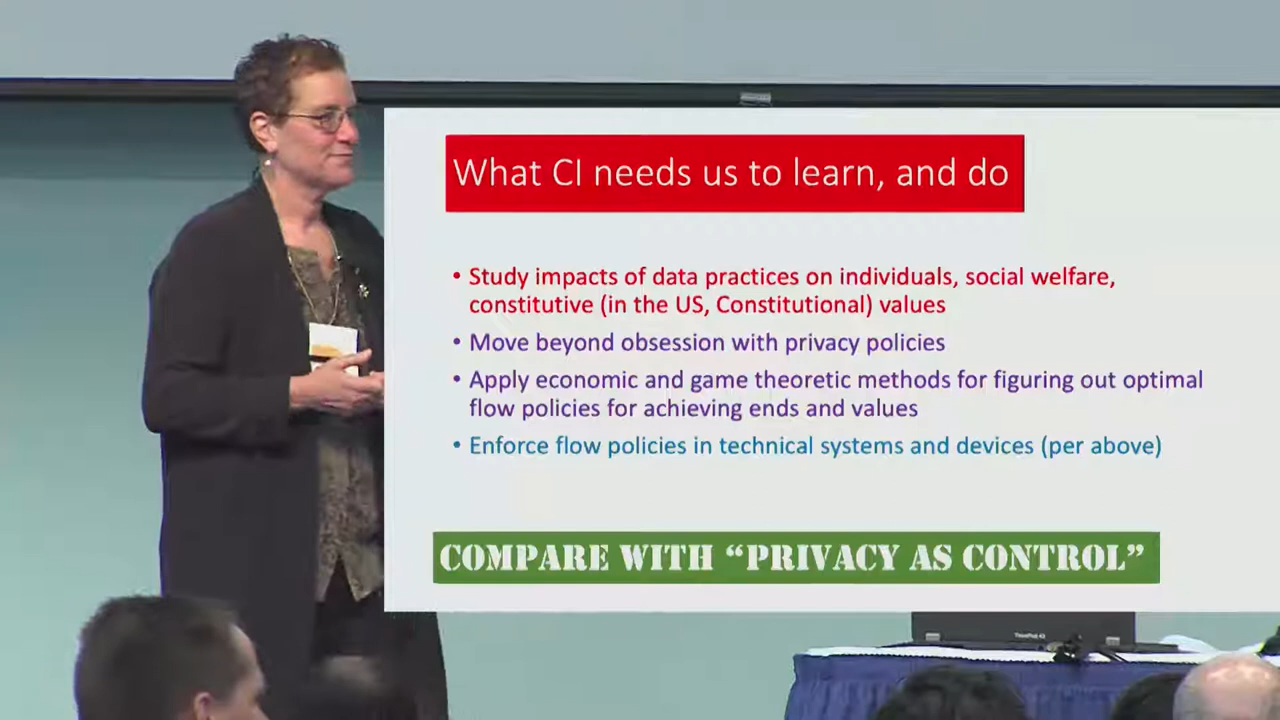 What CI needs us to learn, and do
• Study impacts of data practices on individuals, social welfare,
constitutive (in the US, Constitutional) values
• Move beyond obsession with privacy policies
• Apply economic and game theoretic methods for figuring out optimal
flow policies for achieving ends and values
• Enforce flow policies in technical systems and devices (per above)
COMPARE WITH “PRIVACY AS CONTROL”